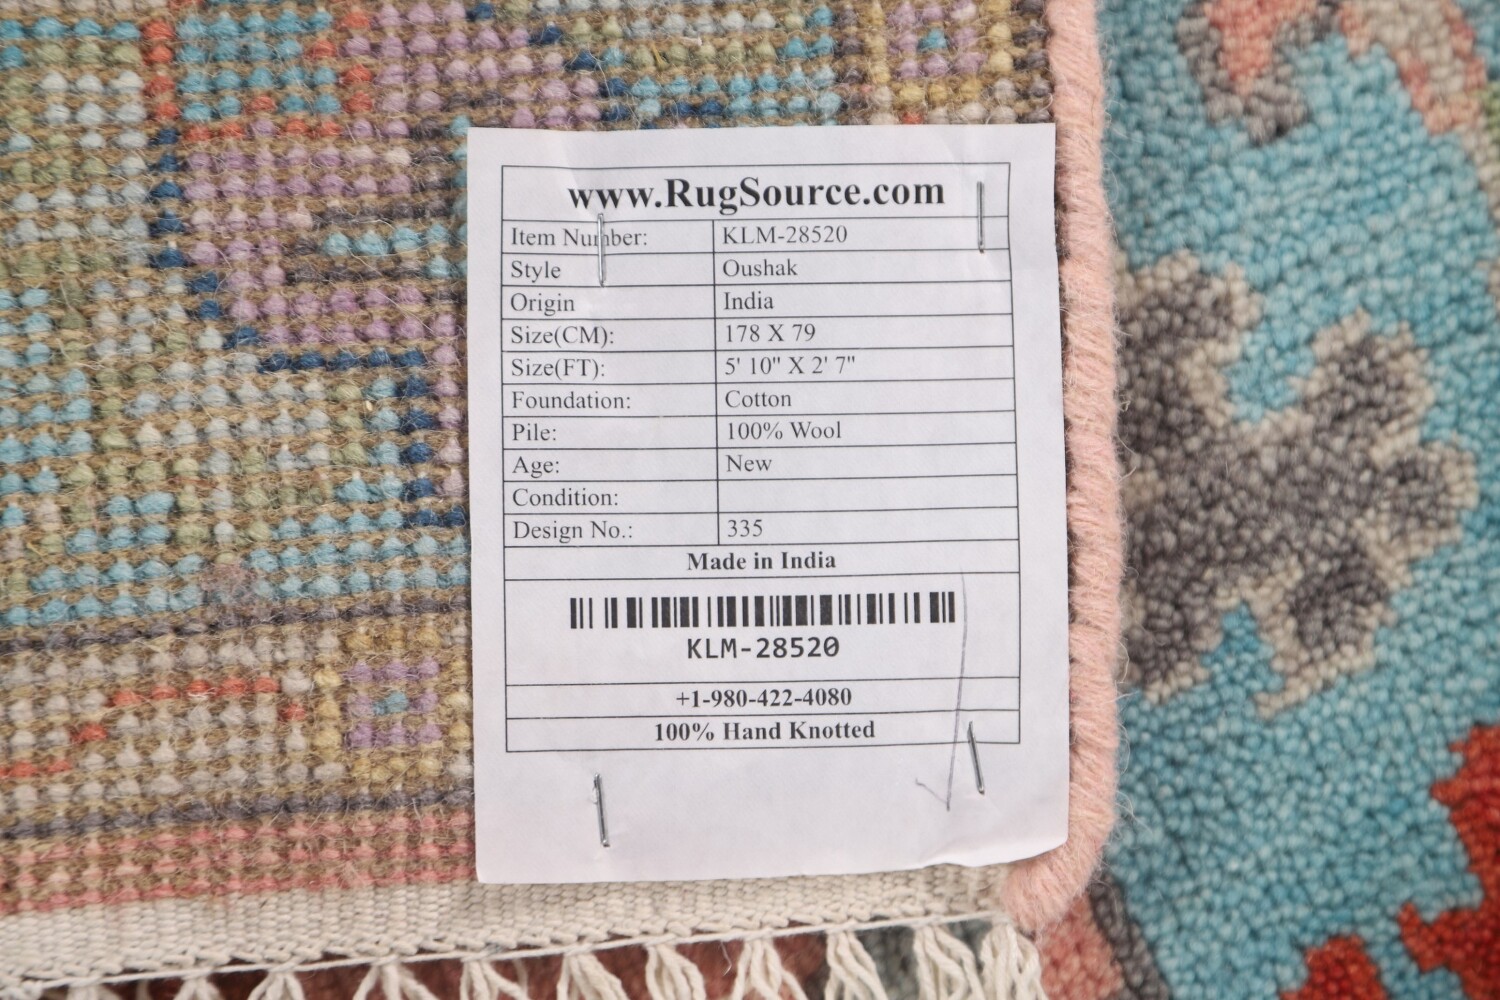 www.RugSource.com
Item Number: KLM-28520
Style Oushak
Origin India
Size(CM): 178 X 79
Size(FT): 5' 10" X 2' 7"
Foundation: Cotton
Pile: 100% Wool
Age: New
Condition:
Design No.: 335
Made in India
KLM-28520
+1-980-422-4080
100% Hand Knotted